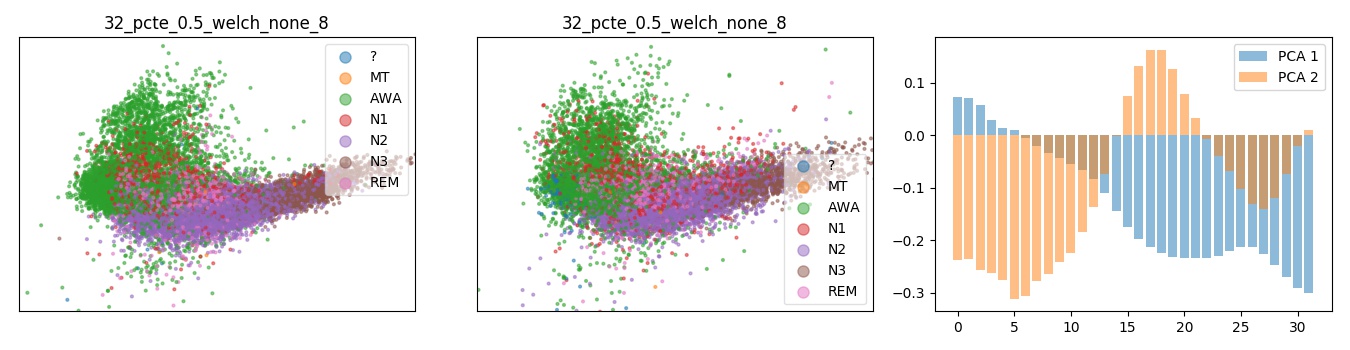 32_pcte_0.5_welch_none_8
?
MT
AWA
N1
N2
N3
REM
32_pcte_0.5_welch_none_8
?
MT
AWA
N1
N2
N3
REM
PCA 1
PCA 2
0.1
0.0
−0.1
−0.2
−0.3
0 5 10 15 20 25 30